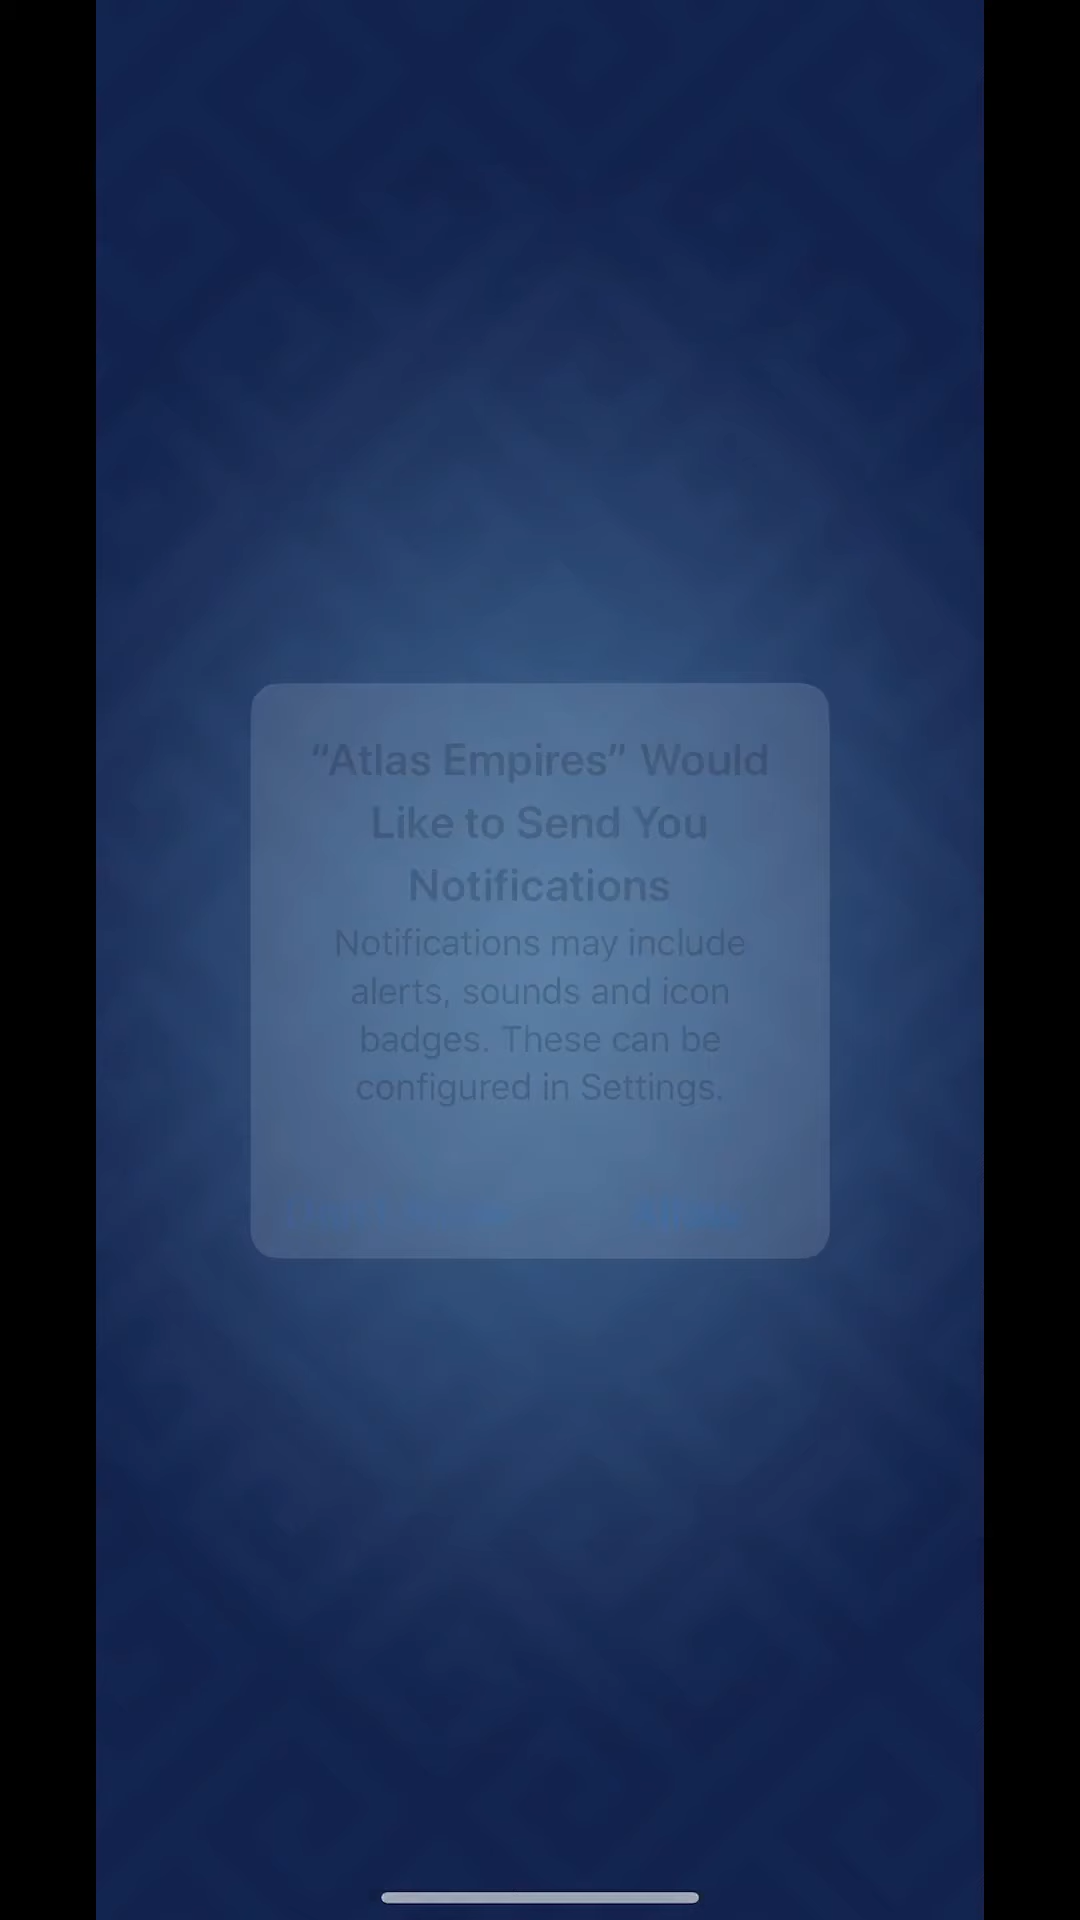 “Atlas Empires” Would
Like to Send You
Notifications
Notifications may include
alerts, sounds and icon
badges. These can be
configured in Settings.